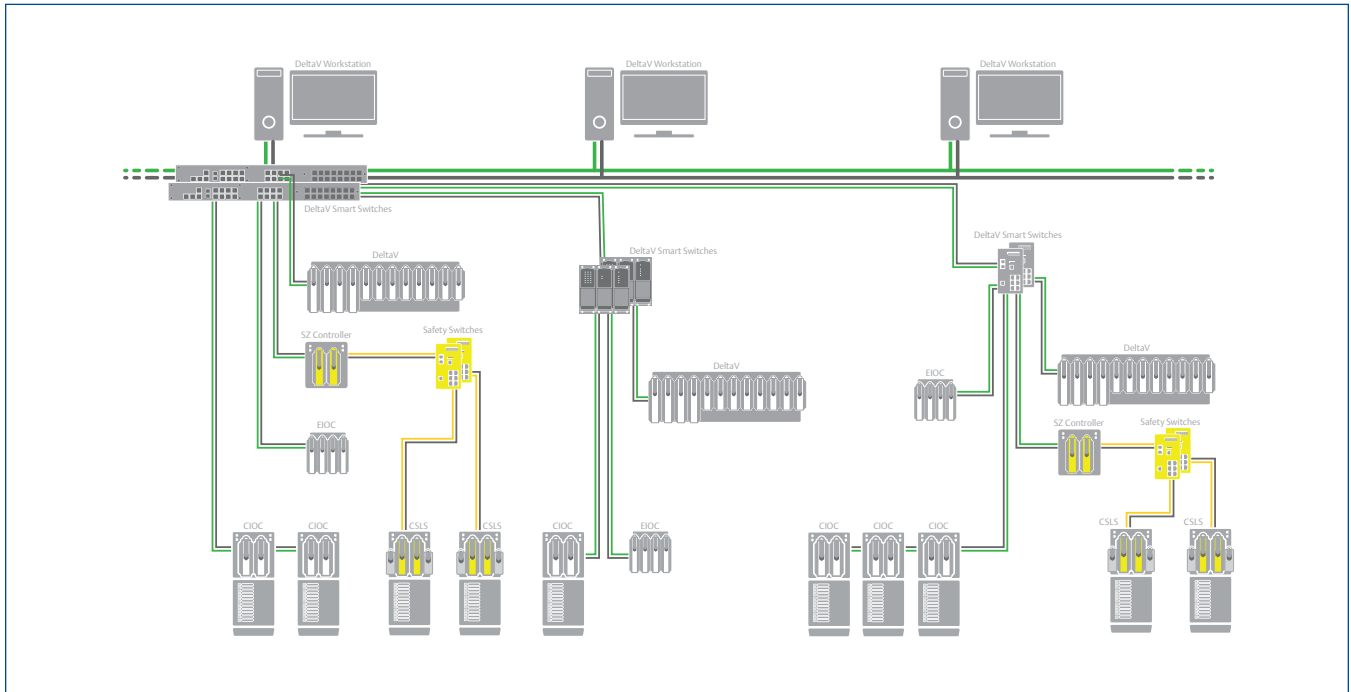 DeltaV Workstation
DeltaV Workstation
DeltaV Workstation
DeltaV Smart Switches
DeltaV Smart Switches
DeltaV Smart Switches
DeltaV
SZ Controller
Safety Switches
DeltaV
DeltaV
EIOC
EIOC
SZ Controller
Safety Switches
CIOC
CIOC
CSLS
CSLS
CIOC
EIOC
CIOC
CIOC
CIOC
CSLS
CSLS